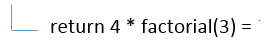 return 4 * factorial(3) =